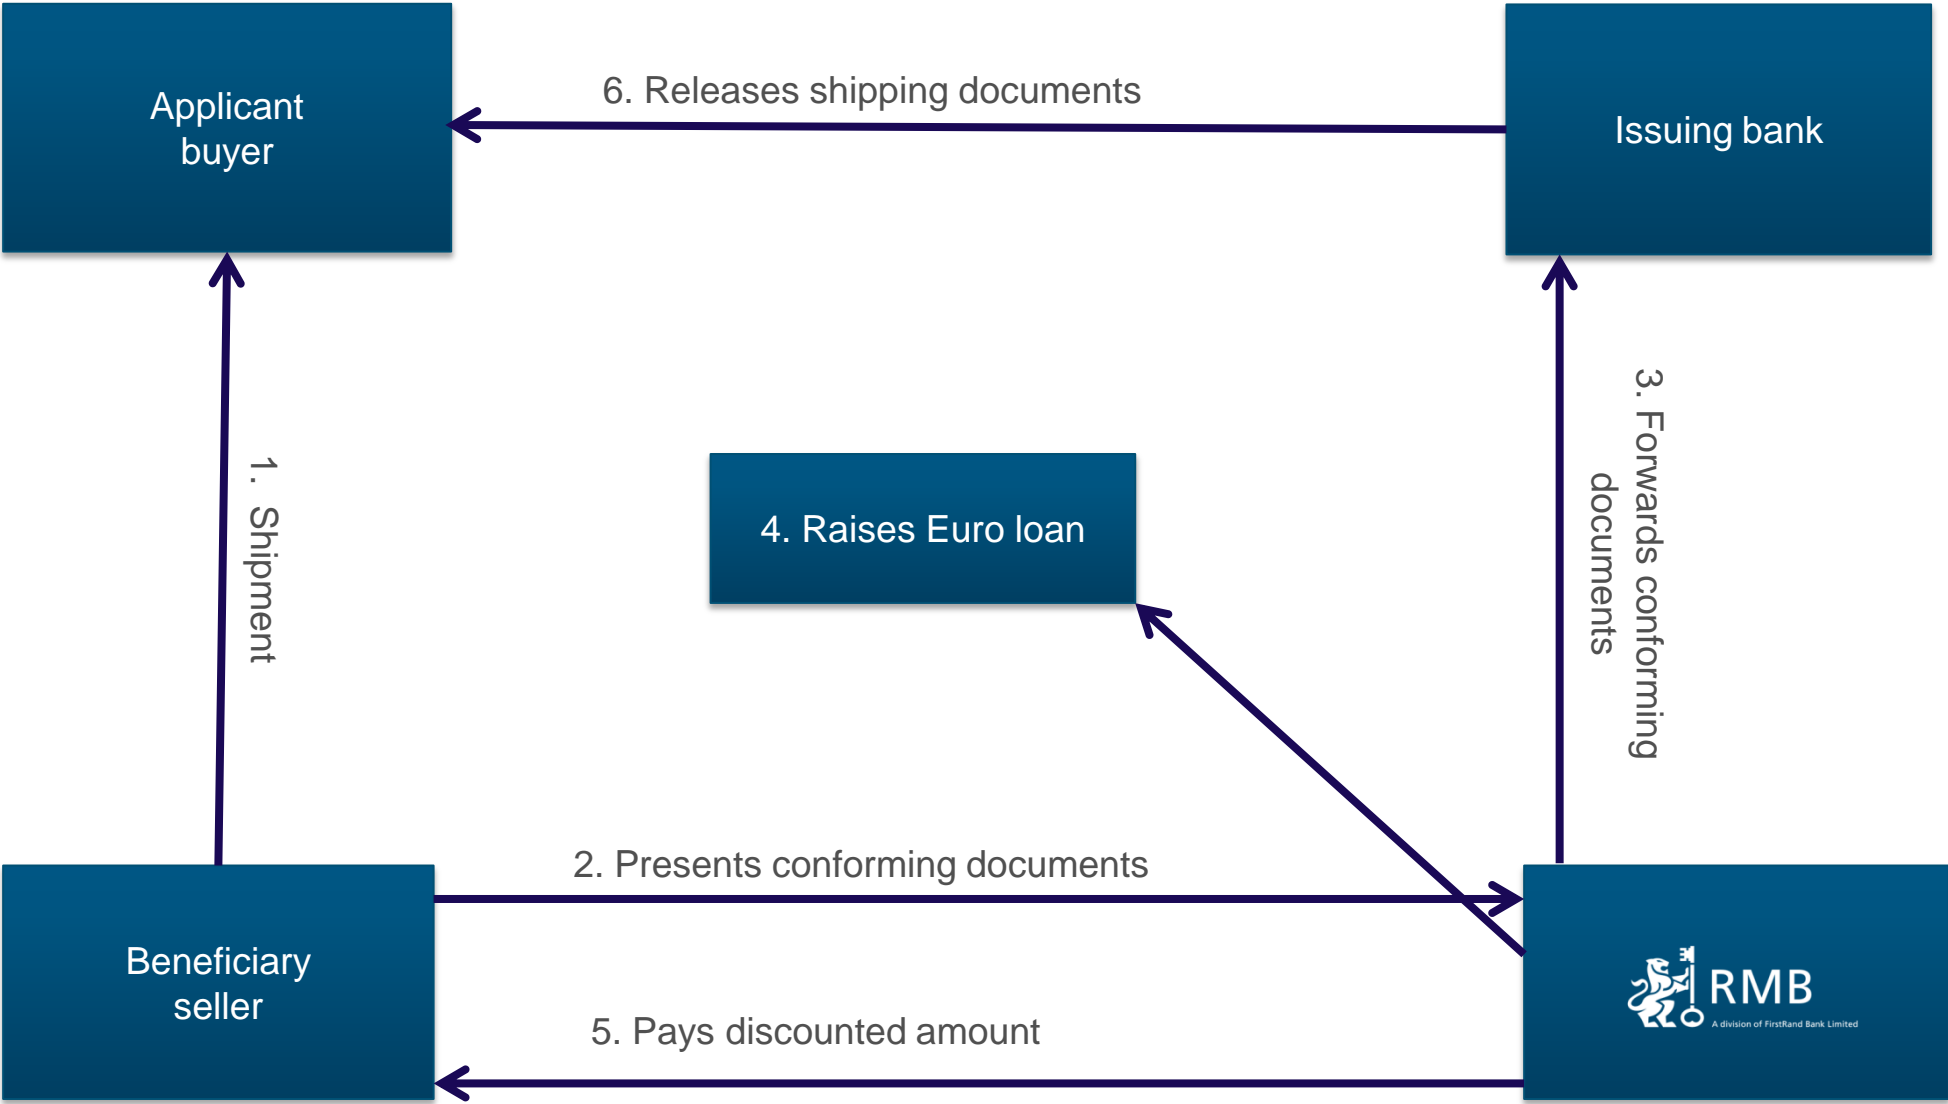 6. Releases shipping documents
Applicant
buyer
Issuing bank
3. Forwards conforming
documents
1. Shipment
4. Raises Euro loan
2. Presents conforming documents
Beneficiary
seller
RMB
A division of FirstRand Bank Limited
5. Pays discounted amount